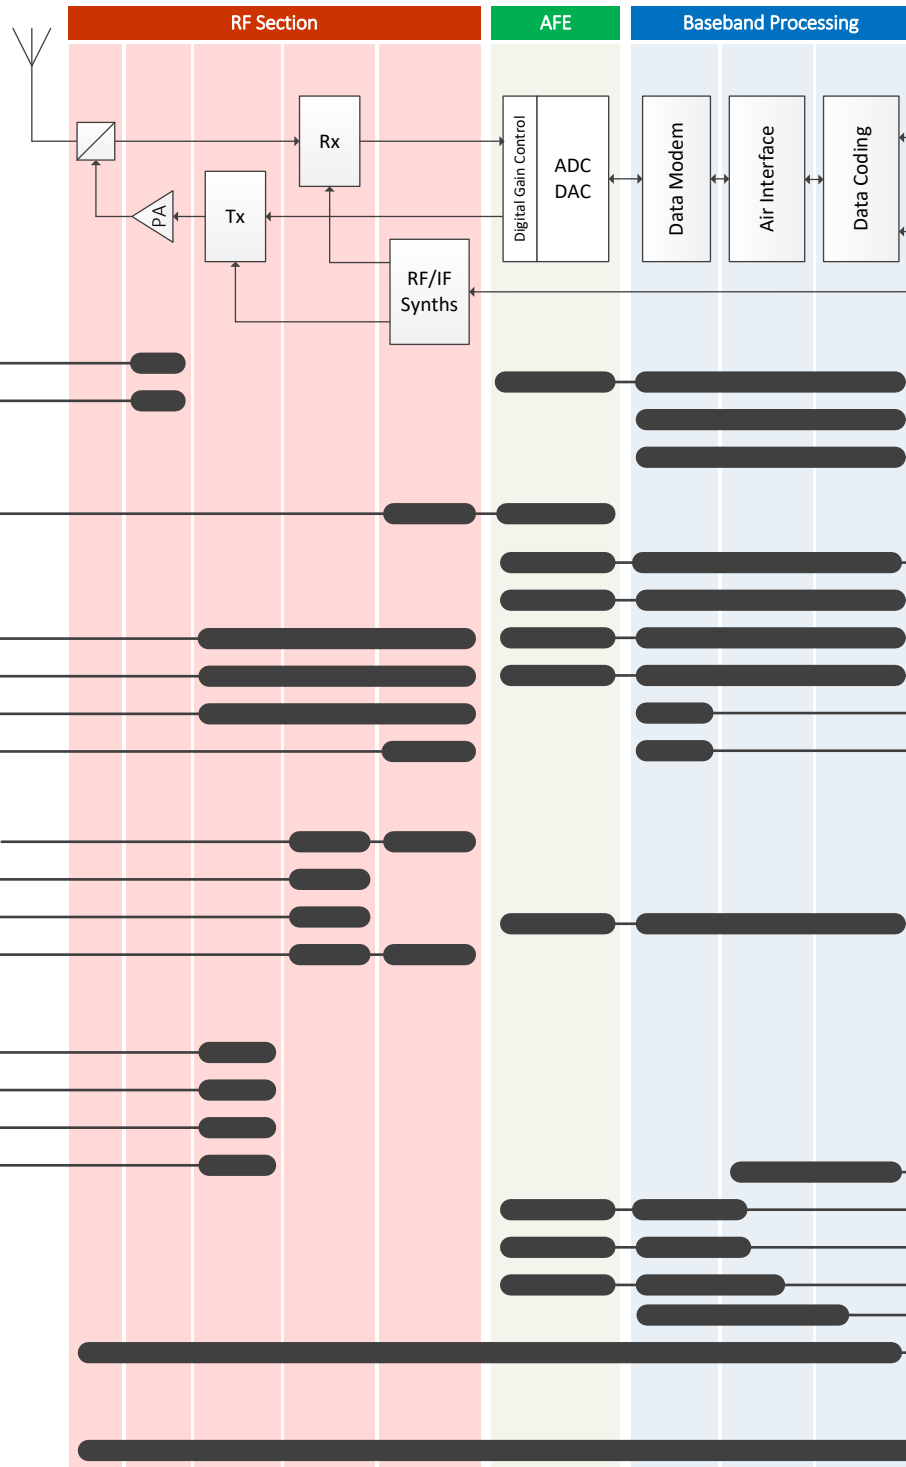 RF Section
AFE
Baseband Processing
Rx
Tx
PA
RF/IF
Synths
Digital Gain Control
ADC
DAC
Data Modem
Air Interface
Data Coding